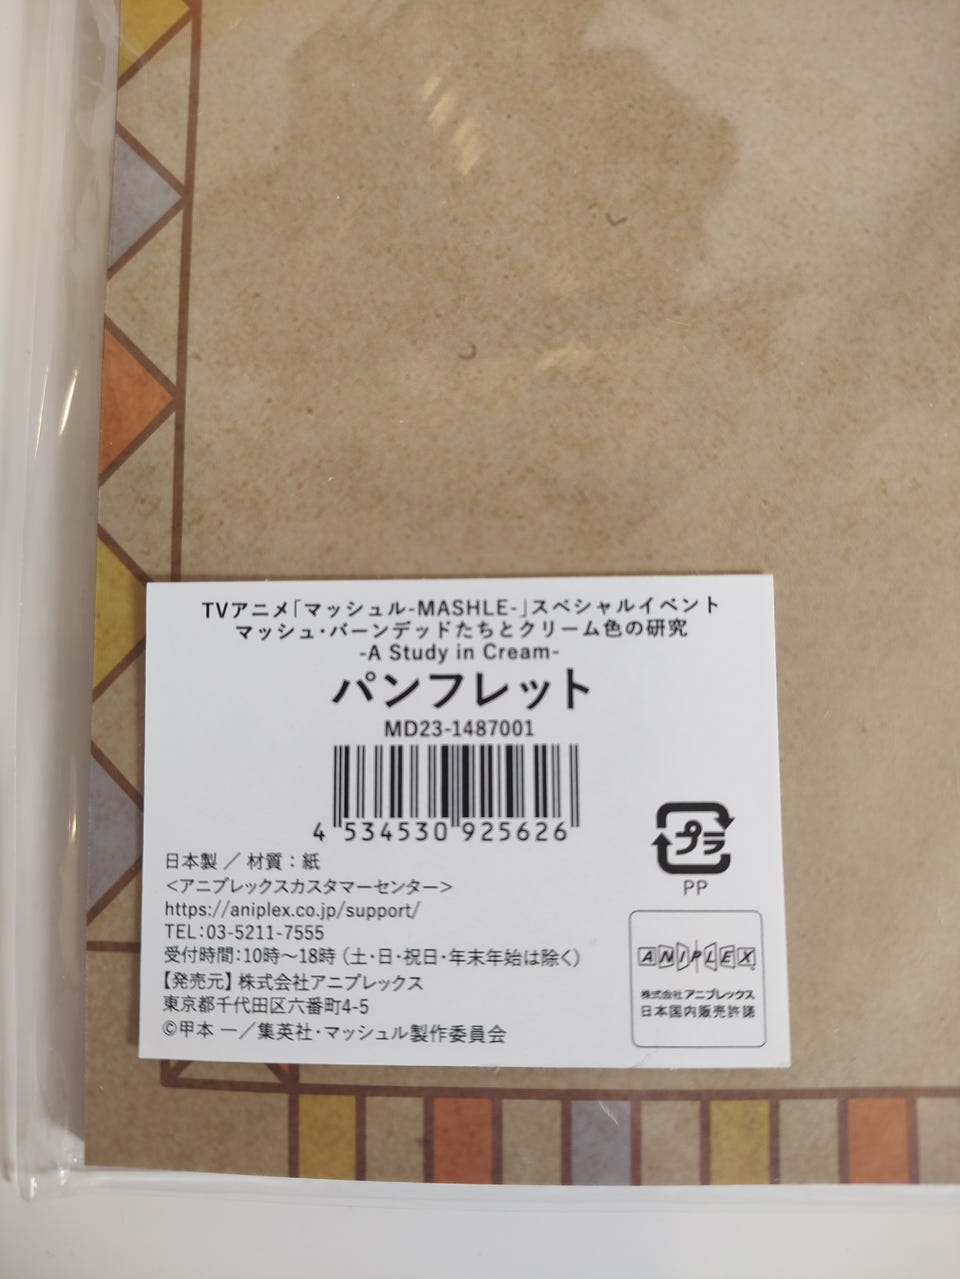 TVアニメ「マッシュル-MASHLE-」スペシャルイベント
マッシュ・バーンデッドたちとクリーム色の研究
-A Study in Cream-
パンフレット
MD23-1487001
4 534530 925626
日本製 ／ 材質：紙
＜アニプレックスカスタマーセンター＞
https://aniplex.co.jp/support/
TEL:03-5211-7555
受付時間:10時〜18時 (土・日・祝日・年末年始は除く)
【発売元】株式会社アニプレックス
東京都千代田区六番町4-5
©甲本 一／集英社・マッシュル製作委員会
プラ
PP
ANIPLEX
株式会社アニプレックス
日本国内販売許諾